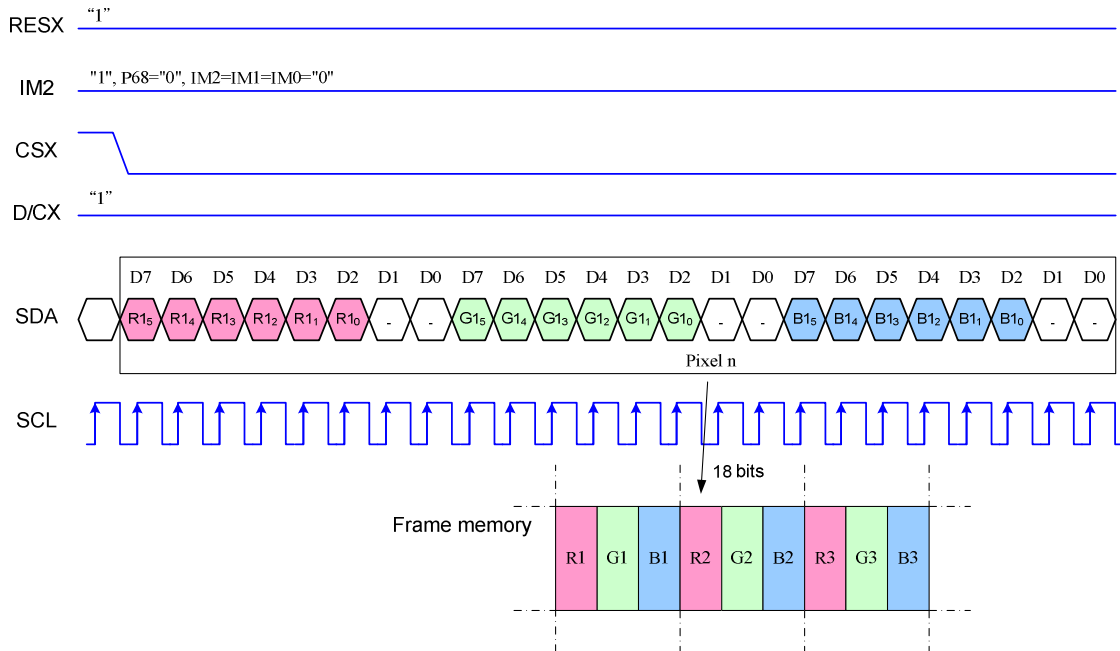 RESX “1”
IM2 "1", P68="0", IM2=IM1=IM0="0"
CSX
D/CX “1”
D7 D6 D5 D4 D3 D2 D1 D0 D7 D6 D5 D4 D3 D2 D1 D0 D7 D6 D5 D4 D3 D2 D1 D0
SDA R1₅ R1₄ R1₃ R1₂ R1₁ R1₀ - - G1₅ G1₄ G1₃ G1₂ G1₁ G1₀ - - B1₅ B1₄ B1₃ B1₂ B1₁ B1₀ - -
Pixel n
SCL
18 bits
Frame memory
R1 G1 B1 R2 G2 B2 R3 G3 B3